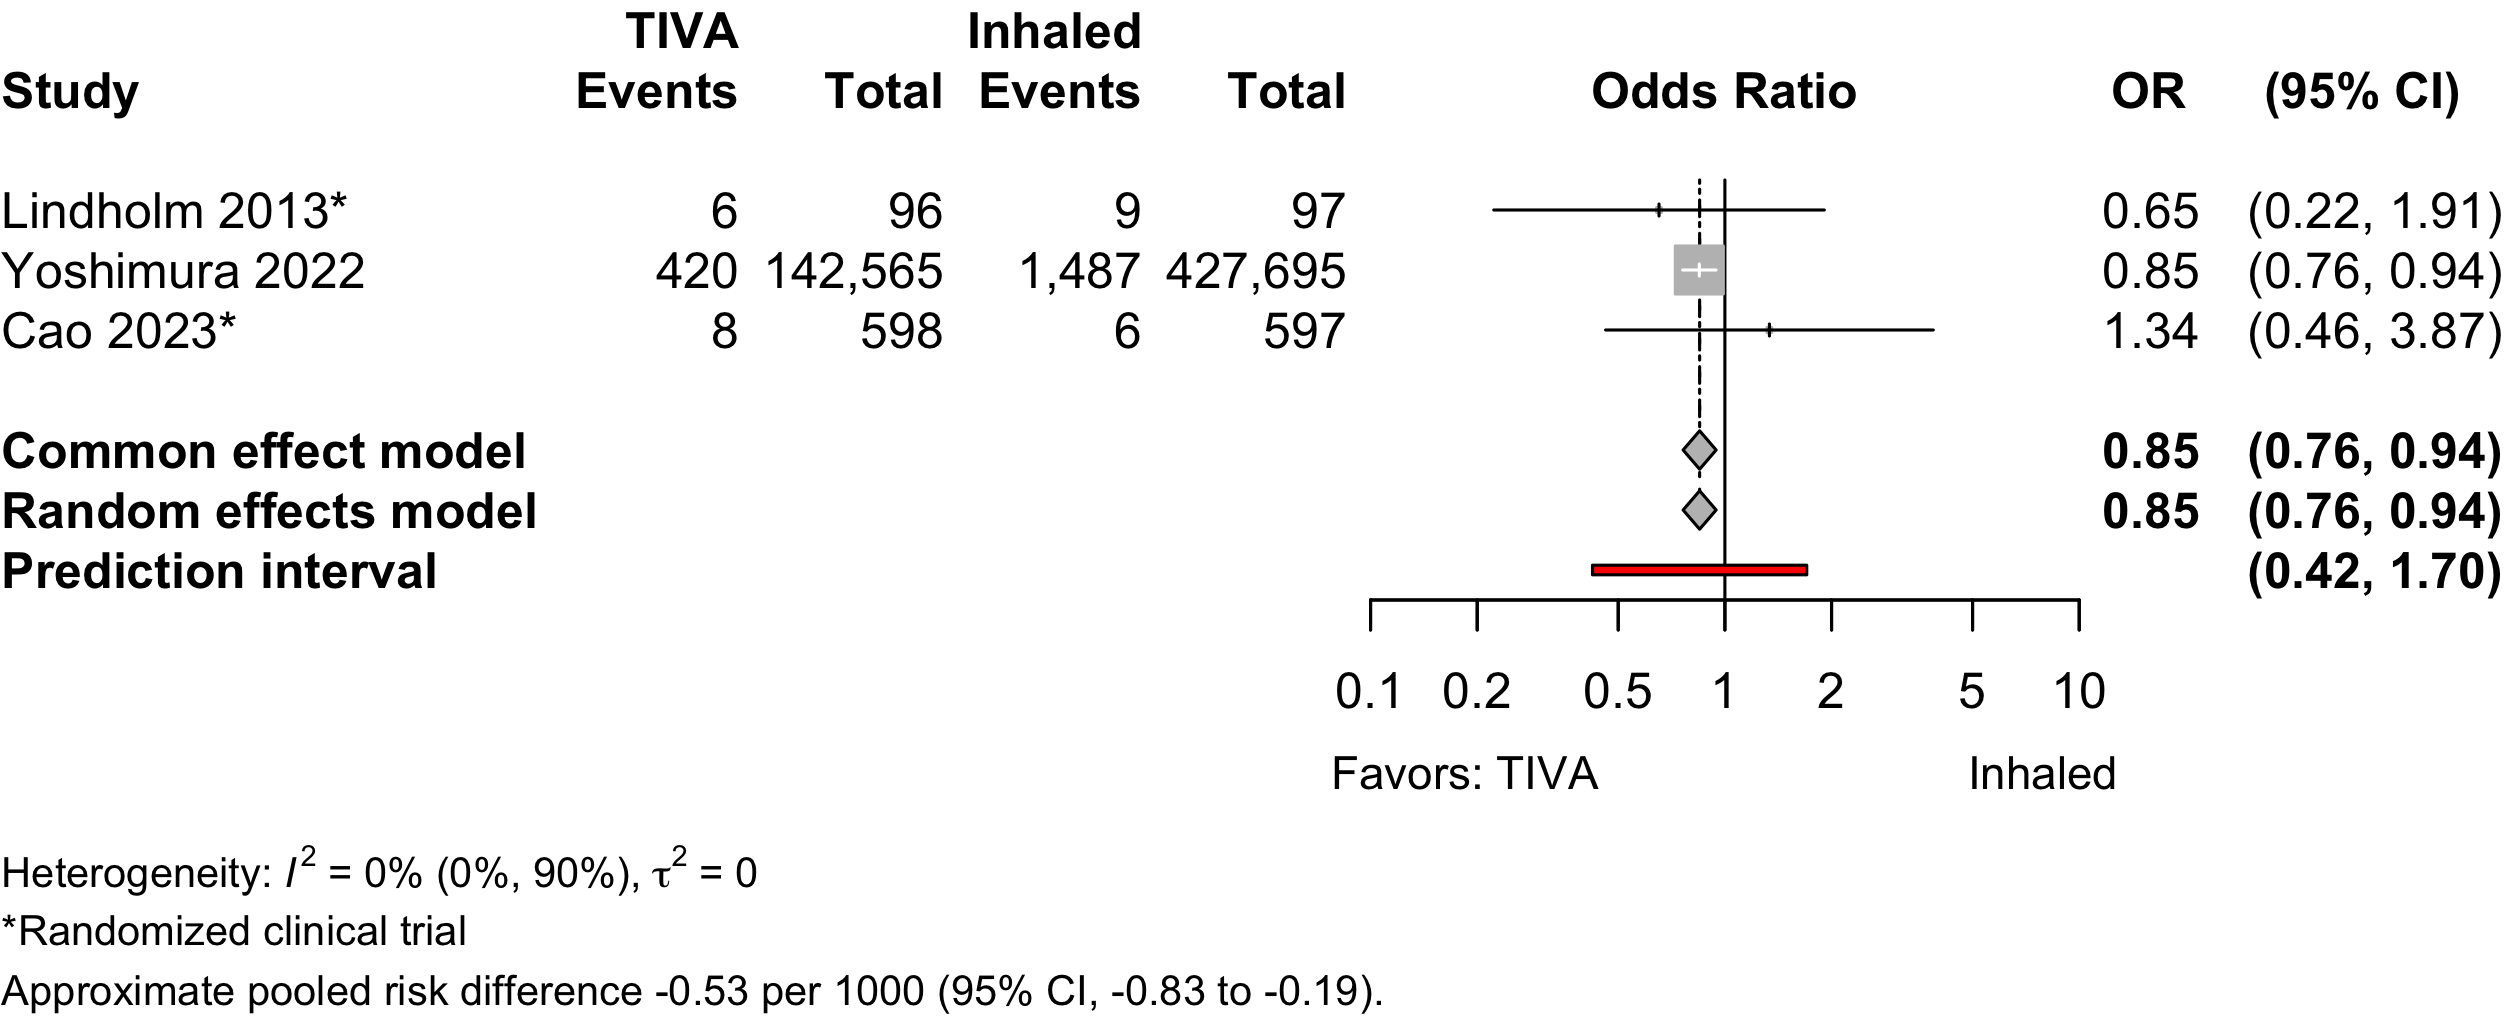 TIVA Inhaled
Study Events Total Events Total Odds Ratio OR (95% CI)
Lindholm 2013* 6 96 9 97 0.65 (0.22, 1.91)
Yoshimura 2022 420 142,565 1,487 427,695 0.85 (0.76, 0.94)
Cao 2023* 8 598 6 597 1.34 (0.46, 3.87)
Common effect model 0.85 (0.76, 0.94)
Random effects model 0.85 (0.76, 0.94)
Prediction interval (0.42, 1.70)
0.1 0.2 0.5 1 2 5 10
Favors: TIVA Inhaled
Heterogeneity: I² = 0% (0%, 90%), τ² = 0
*Randomized clinical trial
Approximate pooled risk difference -0.53 per 1000 (95% CI, -0.83 to -0.19).